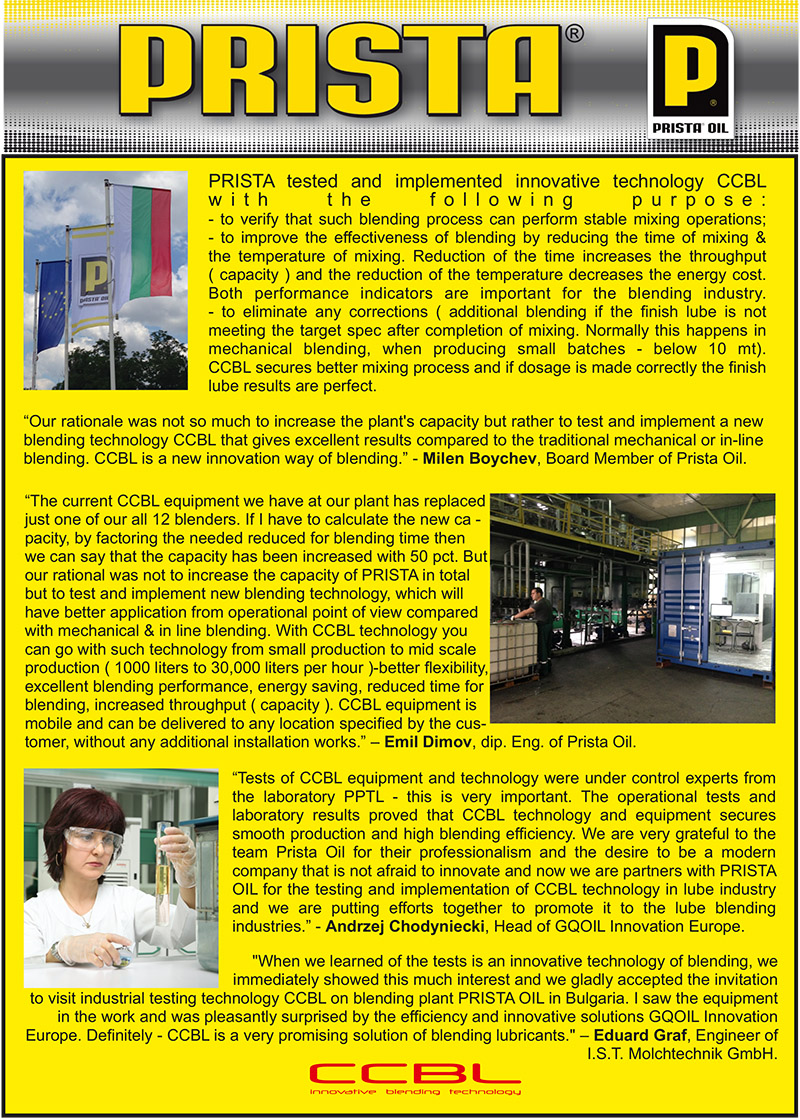 PRISTA®
P
®
PRISTA OIL
PRISTA tested and implemented innovative technology CCBL
with the following purpose:
- to verify that such blending process can perform stable mixing operations;
- to improve the effectiveness of blending by reducing the time of mixing &
the temperature of mixing. Reduction of the time increases the throughput
( capacity ) and the reduction of the temperature decreases the energy cost.
Both performance indicators are important for the blending industry.
- to eliminate any corrections ( additional blending if the finish lube is not
meeting the target spec after completion of mixing. Normally this happens in
mechanical blending, when producing small batches - below 10 mt).
CCBL secures better mixing process and if dosage is made correctly the finish
lube results are perfect.
P
PRISTA OIL
“Our rationale was not so much to increase the plant's capacity but rather to test and implement a new
blending technology CCBL that gives excellent results compared to the traditional mechanical or in-line
blending. CCBL is a new innovation way of blending.” - Milen Boychev, Board Member of Prista Oil.
“The current CCBL equipment we have at our plant has replaced
just one of our all 12 blenders. If I have to calculate the new ca -
pacity, by factoring the needed reduced for blending time then
we can say that the capacity has been increased with 50 pct. But
our rational was not to increase the capacity of PRISTA in total
but to test and implement new blending technology, which will
have better application from operational point of view compared
with mechanical & in line blending. With CCBL technology you
can go with such technology from small production to mid scale
production ( 1000 liters to 30,000 liters per hour )-better flexibility,
excellent blending performance, energy saving, reduced time for
blending, increased throughput ( capacity ). CCBL equipment is
mobile and can be delivered to any location specified by the cus-
tomer, without any additional installation works.” – Emil Dimov, dip. Eng. of Prista Oil.
“Tests of CCBL equipment and technology were under control experts from
the laboratory PPTL - this is very important. The operational tests and
laboratory results proved that CCBL technology and equipment secures
smooth production and high blending efficiency. We are very grateful to the
team Prista Oil for their professionalism and the desire to be a modern
company that is not afraid to innovate and now we are partners with PRISTA
OIL for the testing and implementation of CCBL technology in lube industry
and we are putting efforts together to promote it to the lube blending
industries.” - Andrzej Chodyniecki, Head of GQOIL Innovation Europe.
"When we learned of the tests is an innovative technology of blending, we
immediately showed this much interest and we gladly accepted the invitation
to visit industrial testing technology CCBL on blending plant PRISTA OIL in Bulgaria. I saw the equipment
in the work and was pleasantly surprised by the efficiency and innovative solutions GQOIL Innovation
Europe. Definitely - CCBL is a very promising solution of blending lubricants." – Eduard Graf, Engineer of
I.S.T. Molchtechnik GmbH.
CCBL
innovative blending technology